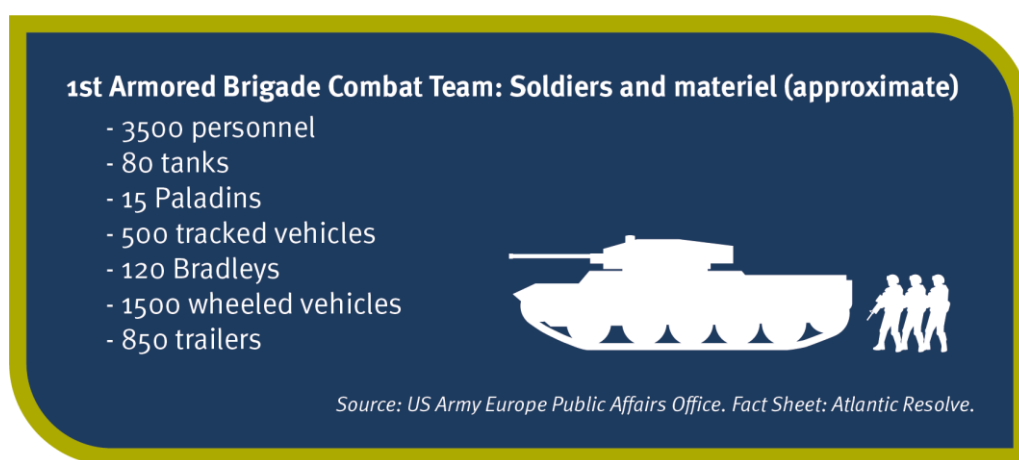 1st Armored Brigade Combat Team: Soldiers and materiel (approximate)
- 3500 personnel
- 80 tanks
- 15 Paladins
- 500 tracked vehicles
- 120 Bradleys
- 1500 wheeled vehicles
- 850 trailers
Source: US Army Europe Public Affairs Office. Fact Sheet: Atlantic Resolve.